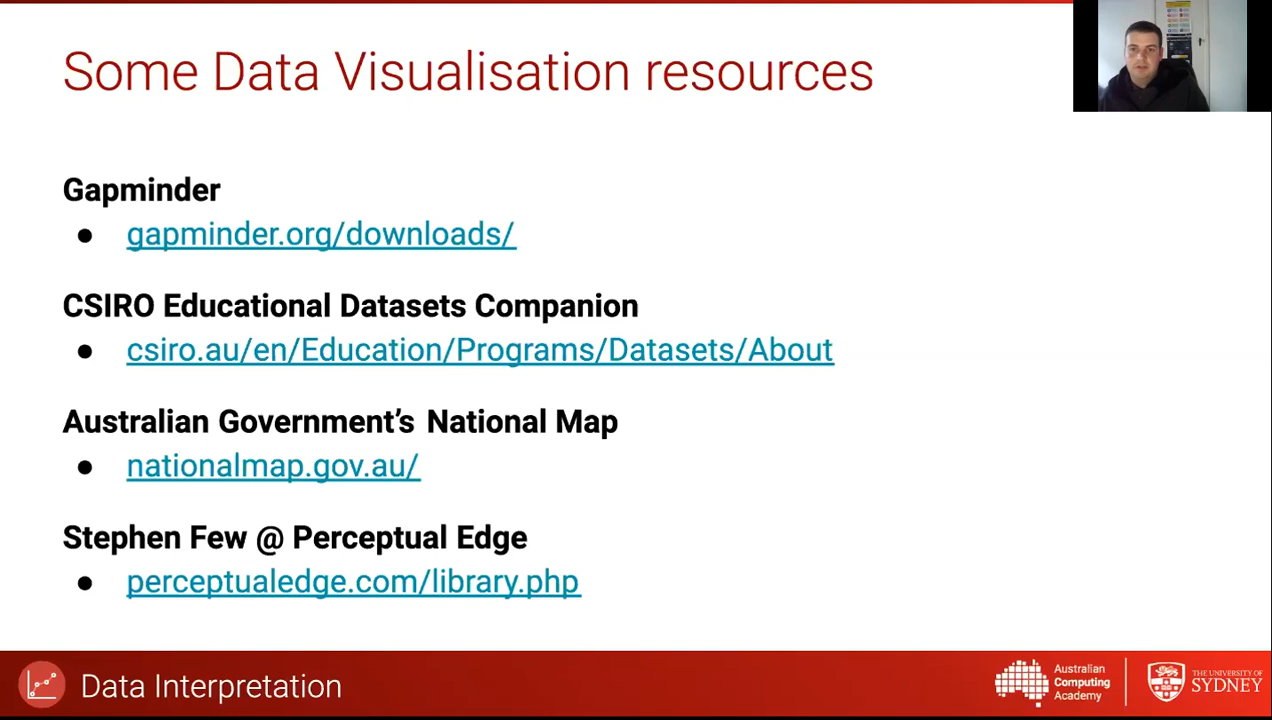 Some Data Visualisation resources
Gapminder
● gapminder.org/downloads/
CSIRO Educational Datasets Companion
● csiro.au/en/Education/Programs/Datasets/About
Australian Government’s National Map
● nationalmap.gov.au/
Stephen Few @ Perceptual Edge
● perceptualedge.com/library.php
Data Interpretation
Australian
Computing
Academy
THE UNIVERSITY OF
SYDNEY